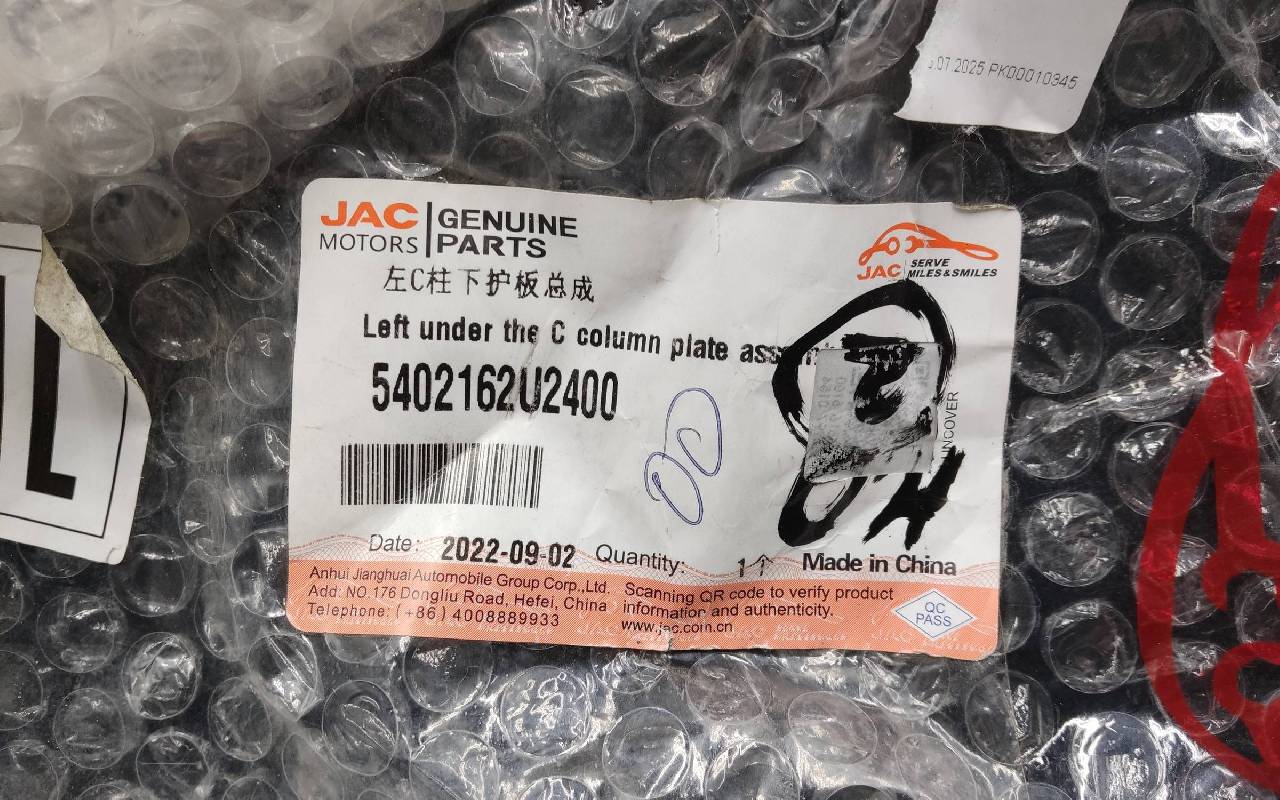 .01.2025 PK00010345
JAC
MOTORS
GENUINE
PARTS
JAC
SERVE
MILES & SMILES
左C柱下护板总成
Left under the C column plate
5402162U2400
UNCOVER
Date: 2022-09-02
Quantity: 1个
Made in China
Anhui Jianghuai Automobile Group Corp., Ltd.
Add: NO.176 Dongliu Road, Hefei, China
Telephone: (+86) 4008889933
Scanning QR code to verify product
information and authenticity.
www.jac.com.cn
QC
PASS